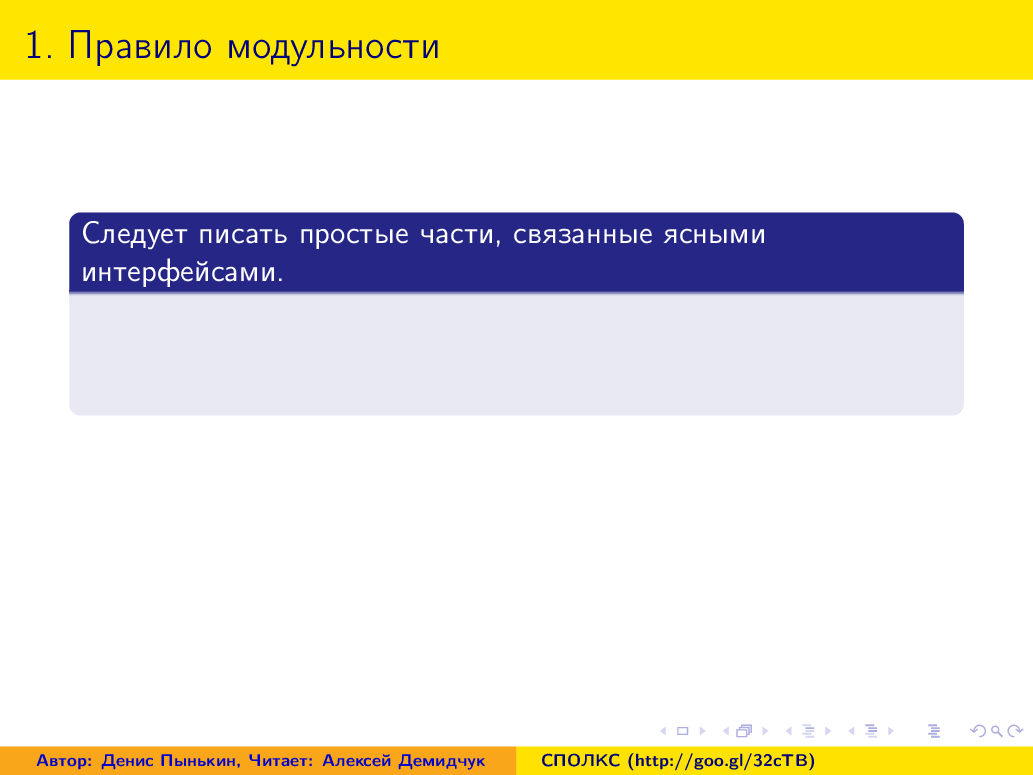 1. Правило модульности
Следует писать простые части, связанные ясными
интерфейсами.
Автор: Денис Пынькин, Читает: Алексей Демидчук
СПОЛКС (http://goo.gl/32cTB)